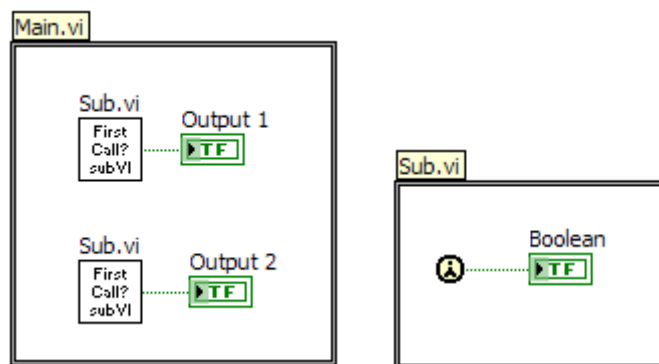 Main.vi
Sub.vi
First
Call?
subVI
Output 1
TF
Sub.vi
First
Call?
subVI
Output 2
TF
Sub.vi
Boolean
TF